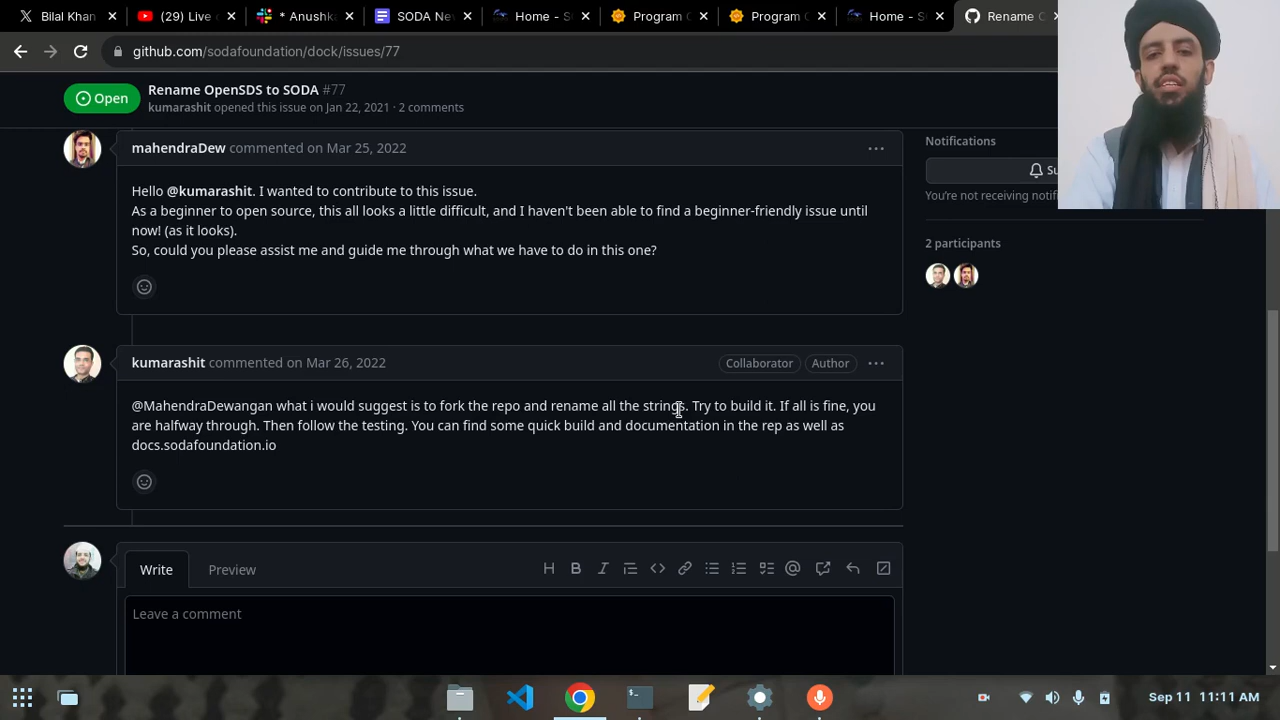 Bilal Khan
(29) Live
* Anushka
SODA Ne
Home - S
Program
Program
Home - S
Rename
github.com/sodafoundation/dock/issues/77
Open
Rename OpenSDS to SODA #77
kumarashit opened this issue on Jan 22, 2021 · 2 comments
mahendraDew commented on Mar 25, 2022
Hello @kumarashit. I wanted to contribute to this issue.
As a beginner to open source, this all looks a little difficult, and I haven't been able to find a beginner-friendly issue until
now! (as it looks).
So, could you please assist me and guide me through what we have to do in this one?
kumarashit commented on Mar 26, 2022
Collaborator
Author
@MahendraDewangan what i would suggest is to fork the repo and rename all the strings. Try to build it. If all is fine, you
are halfway through. Then follow the testing. You can find some quick build and documentation in the rep as well as
docs.sodafoundation.io
Write
Preview
Leave a comment
Notifications
Su
You're not receiving notifi
2 participants
Sep 11 11:11 AM